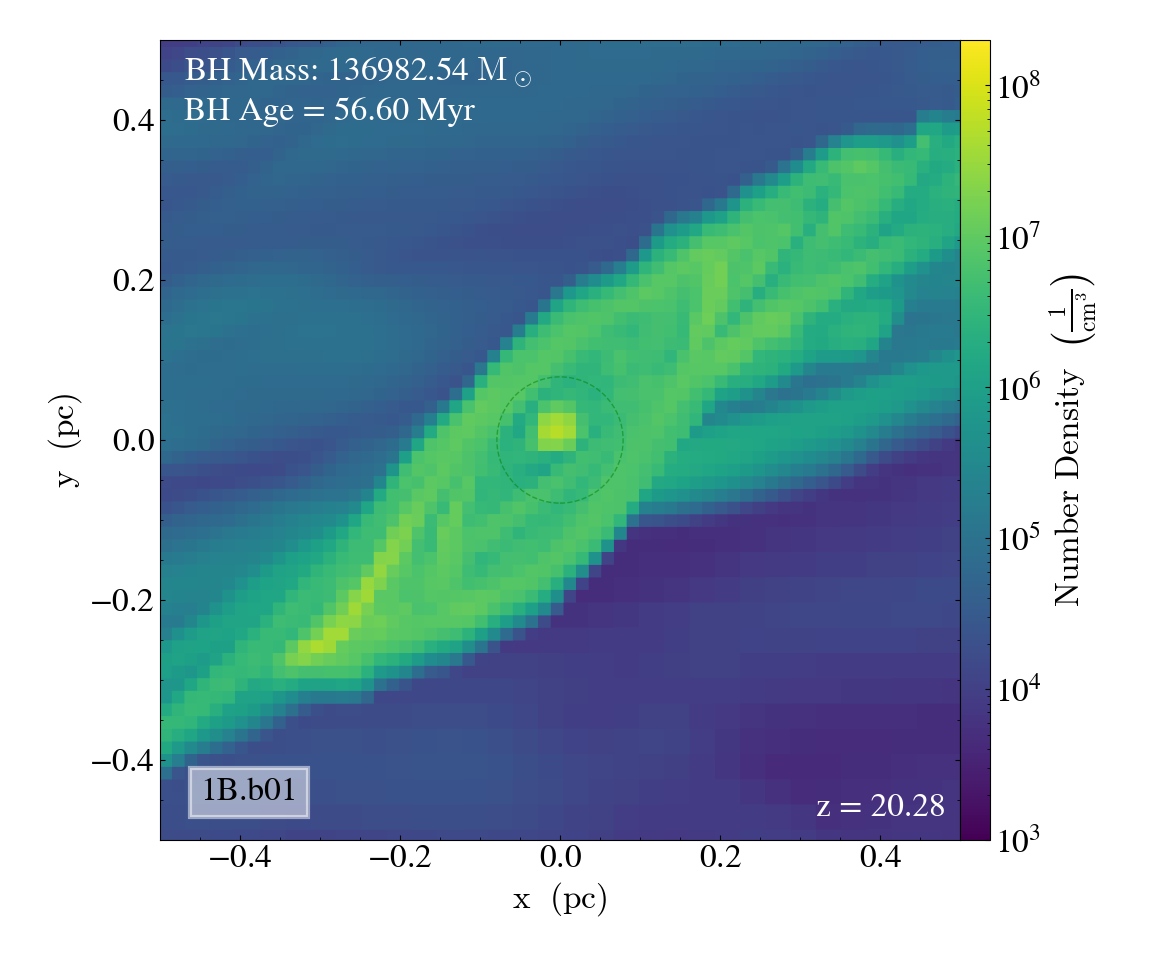 BH Mass: 136982.54 M⊙
BH Age = 56.60 Myr
1B.b01
z = 20.28
0.4
0.2
0.0
−0.2
−0.4
y (pc)
−0.4 −0.2 0.0 0.2 0.4
x (pc)
10⁸
10⁷
10⁶
10⁵
10⁴
10³
Number Density (1/cm³)